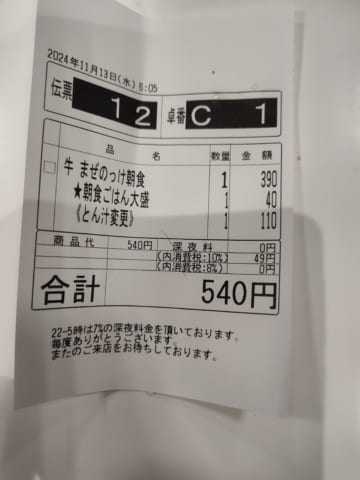 2024年11月13日(水) 6:05
伝票 12 卓番 C 1
品 名 数量 金額
牛 まぜのっけ朝食 1 390
★朝食ごはん大盛 1 40
《とん汁変更》 1 110
商品代 540円 深夜料 0円
(内消費税:10%) 49円
(内消費税:8%) 0円
合計 540円
22-5時は7%の深夜料金を頂いております。
毎度ありがとうございます。
またのご来店をお待ちしております。